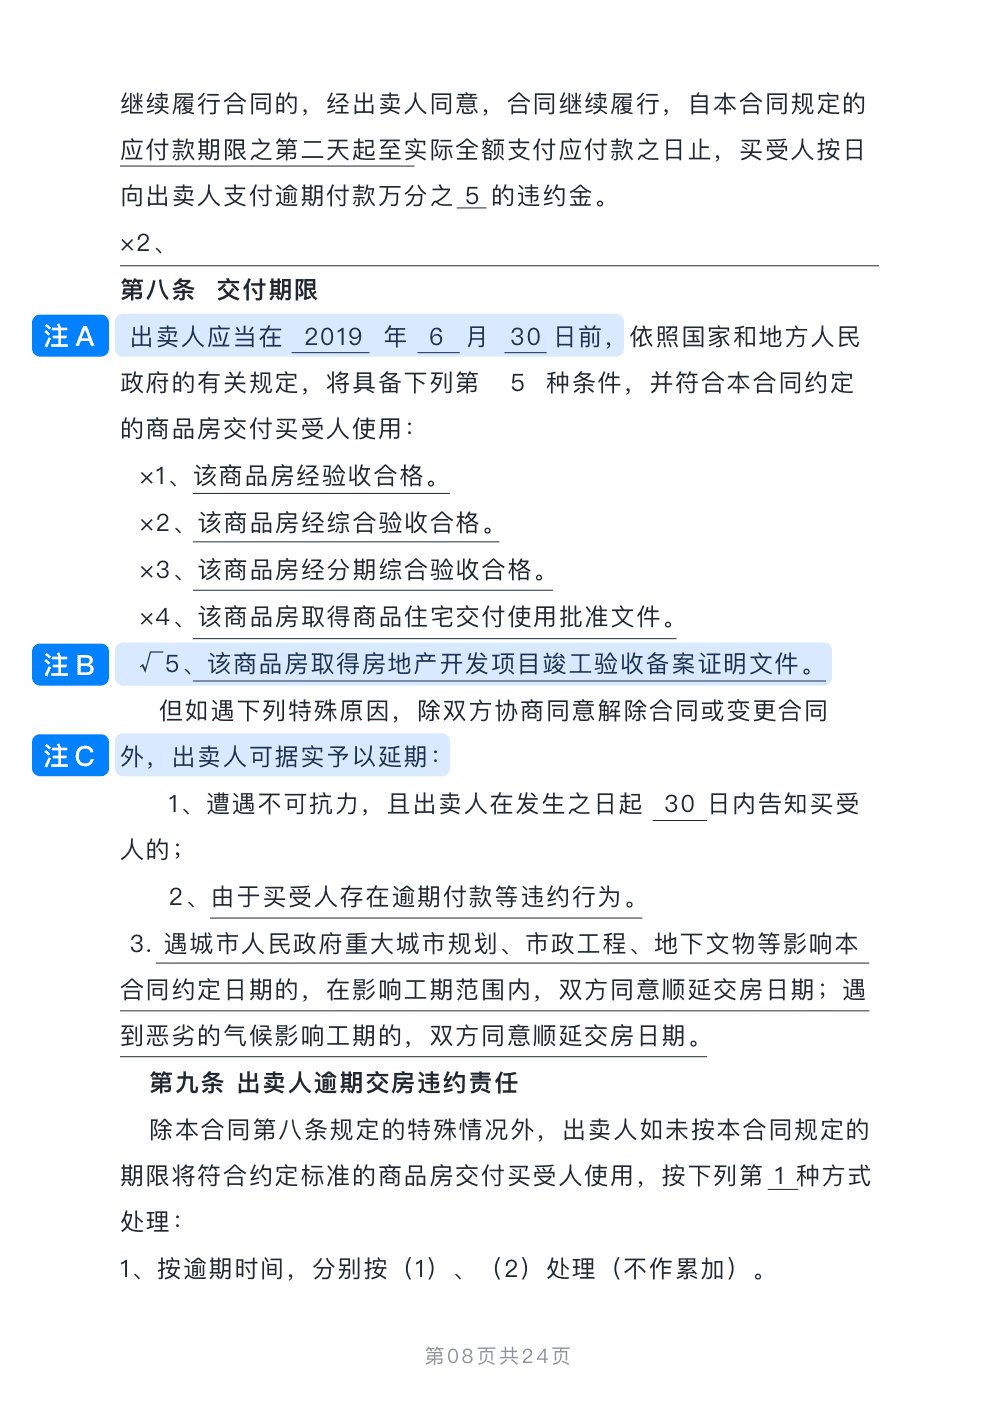 继续履行合同的，经出卖人同意，合同继续履行，自本合同规定的
应付款期限之第二天起至实际全额支付应付款之日止，买受人按日
向出卖人支付逾期付款万分之 5 的违约金。
×2、
第八条 交付期限
注 A 出卖人应当在 2019 年 6 月 30 日前，依照国家和地方人民
政府的有关规定，将具备下列第 5 种条件，并符合本合同约定
的商品房交付买受人使用：
×1、该商品房经验收合格。
×2、该商品房经综合验收合格。
×3、该商品房经分期综合验收合格。
×4、该商品房取得商品住宅交付使用批准文件。
注 B √5、该商品房取得房地产开发项目竣工验收备案证明文件。
但如遇下列特殊原因，除双方协商同意解除合同或变更合同
注 C 外，出卖人可据实予以延期：
1、遭遇不可抗力，且出卖人在发生之日起 30 日内告知买受
人的；
2、由于买受人存在逾期付款等违约行为。
3. 遇城市人民政府重大城市规划、市政工程、地下文物等影响本
合同约定日期的，在影响工期范围内，双方同意顺延交房日期；遇
到恶劣的气候影响工期的，双方同意顺延交房日期。
第九条 出卖人逾期交房违约责任
除本合同第八条规定的特殊情况外，出卖人如未按本合同规定的
期限将符合约定标准的商品房交付买受人使用，按下列第 1 种方式
处理：
1、按逾期时间，分别按（1）、（2）处理（不作累加）。
第08页共24页